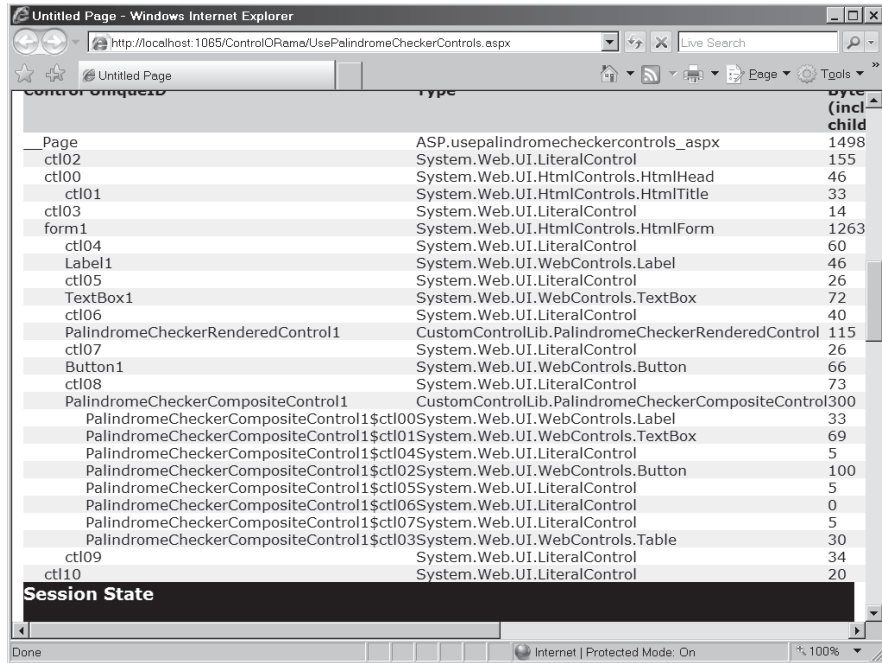 Untitled Page - Windows Internet Explorer
http://localhost:1065/ControlORama/UsePalindromeCheckerControls.aspx
Live Search
Untitled Page
Page
Tools
»
Control UniqueID Type Byte
(incl
child
__Page ASP.usepalindromecheckercontrols_aspx 1498
ctl02 System.Web.UI.LiteralControl 155
ctl00 System.Web.UI.HtmlControls.HtmlHead 46
ctl01 System.Web.UI.HtmlControls.HtmlTitle 33
ctl03 System.Web.UI.LiteralControl 14
form1 System.Web.UI.HtmlControls.HtmlForm 1263
ctl04 System.Web.UI.LiteralControl 60
Label1 System.Web.UI.WebControls.Label 46
ctl05 System.Web.UI.LiteralControl 26
TextBox1 System.Web.UI.WebControls.TextBox 72
ctl06 System.Web.UI.LiteralControl 40
PalindromeCheckerRenderedControl1 CustomControlLib.PalindromeCheckerRenderedControl 115
ctl07 System.Web.UI.LiteralControl 26
Button1 System.Web.UI.WebControls.Button 66
ctl08 System.Web.UI.LiteralControl 73
PalindromeCheckerCompositeControl1 CustomControlLib.PalindromeCheckerCompositeControl300
PalindromeCheckerCompositeControl1$ctl00System.Web.UI.WebControls.Label 33
PalindromeCheckerCompositeControl1$ctl01System.Web.UI.WebControls.TextBox 69
PalindromeCheckerCompositeControl1$ctl04System.Web.UI.LiteralControl 5
PalindromeCheckerCompositeControl1$ctl02System.Web.UI.WebControls.Button 100
PalindromeCheckerCompositeControl1$ctl05System.Web.UI.LiteralControl 5
PalindromeCheckerCompositeControl1$ctl06System.Web.UI.LiteralControl 0
PalindromeCheckerCompositeControl1$ctl07System.Web.UI.LiteralControl 5
PalindromeCheckerCompositeControl1$ctl03System.Web.UI.WebControls.Table 30
ctl09 System.Web.UI.LiteralControl 34
ctl10 System.Web.UI.LiteralControl 20
Session State
Done
Internet | Protected Mode: On
100%